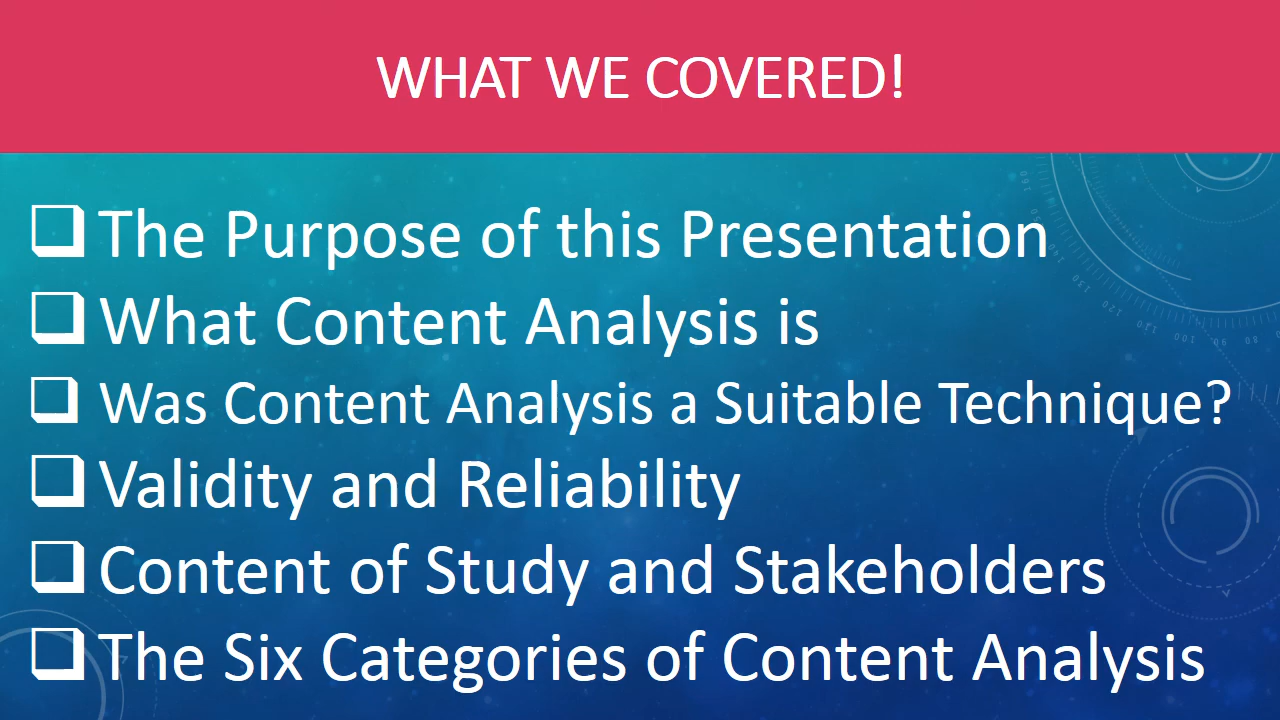 WHAT WE COVERED!
The Purpose of this Presentation
What Content Analysis is
Was Content Analysis a Suitable Technique?
Validity and Reliability
Content of Study and Stakeholders
The Six Categories of Content Analysis